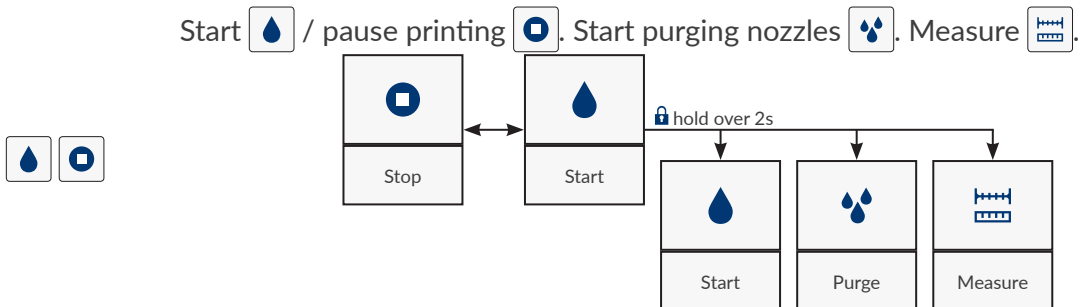 Start / pause printing . Start purging nozzles . Measure .
hold over 2s
Stop
Start
Start
Purge
Measure